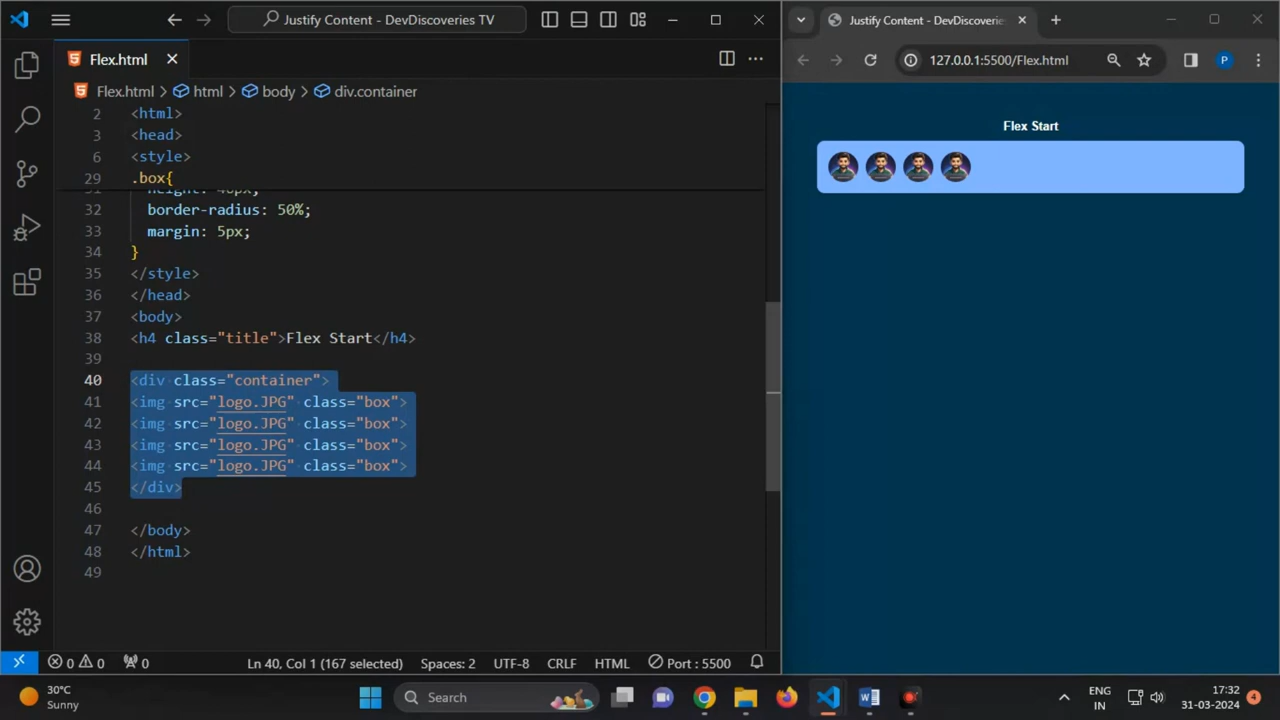 Justify Content - DevDiscoveries TV
Flex.html
Flex.html > html > body > div.container
2 <html>
3 <head>
6 <style>
29 .box{
32 border-radius: 50%;
33 margin: 5px;
34 }
35 </style>
36 </head>
37 <body>
38 <h4 class="title">Flex Start</h4>
39
40 <div class="container">
41 <img src="logo.JPG" class="box">
42 <img src="logo.JPG" class="box">
43 <img src="logo.JPG" class="box">
44 <img src="logo.JPG" class="box">
45 </div>
46
47 </body>
48 </html>
49
0 0 0 Ln 40, Col 1 (167 selected) Spaces: 2 UTF-8 CRLF HTML Port : 5500
Justify Content - DevDiscoverie
127.0.0.1:5500/Flex.html P
Flex Start
30°C
Sunny
Search
ENG
IN
17:32
31-03-2024
4